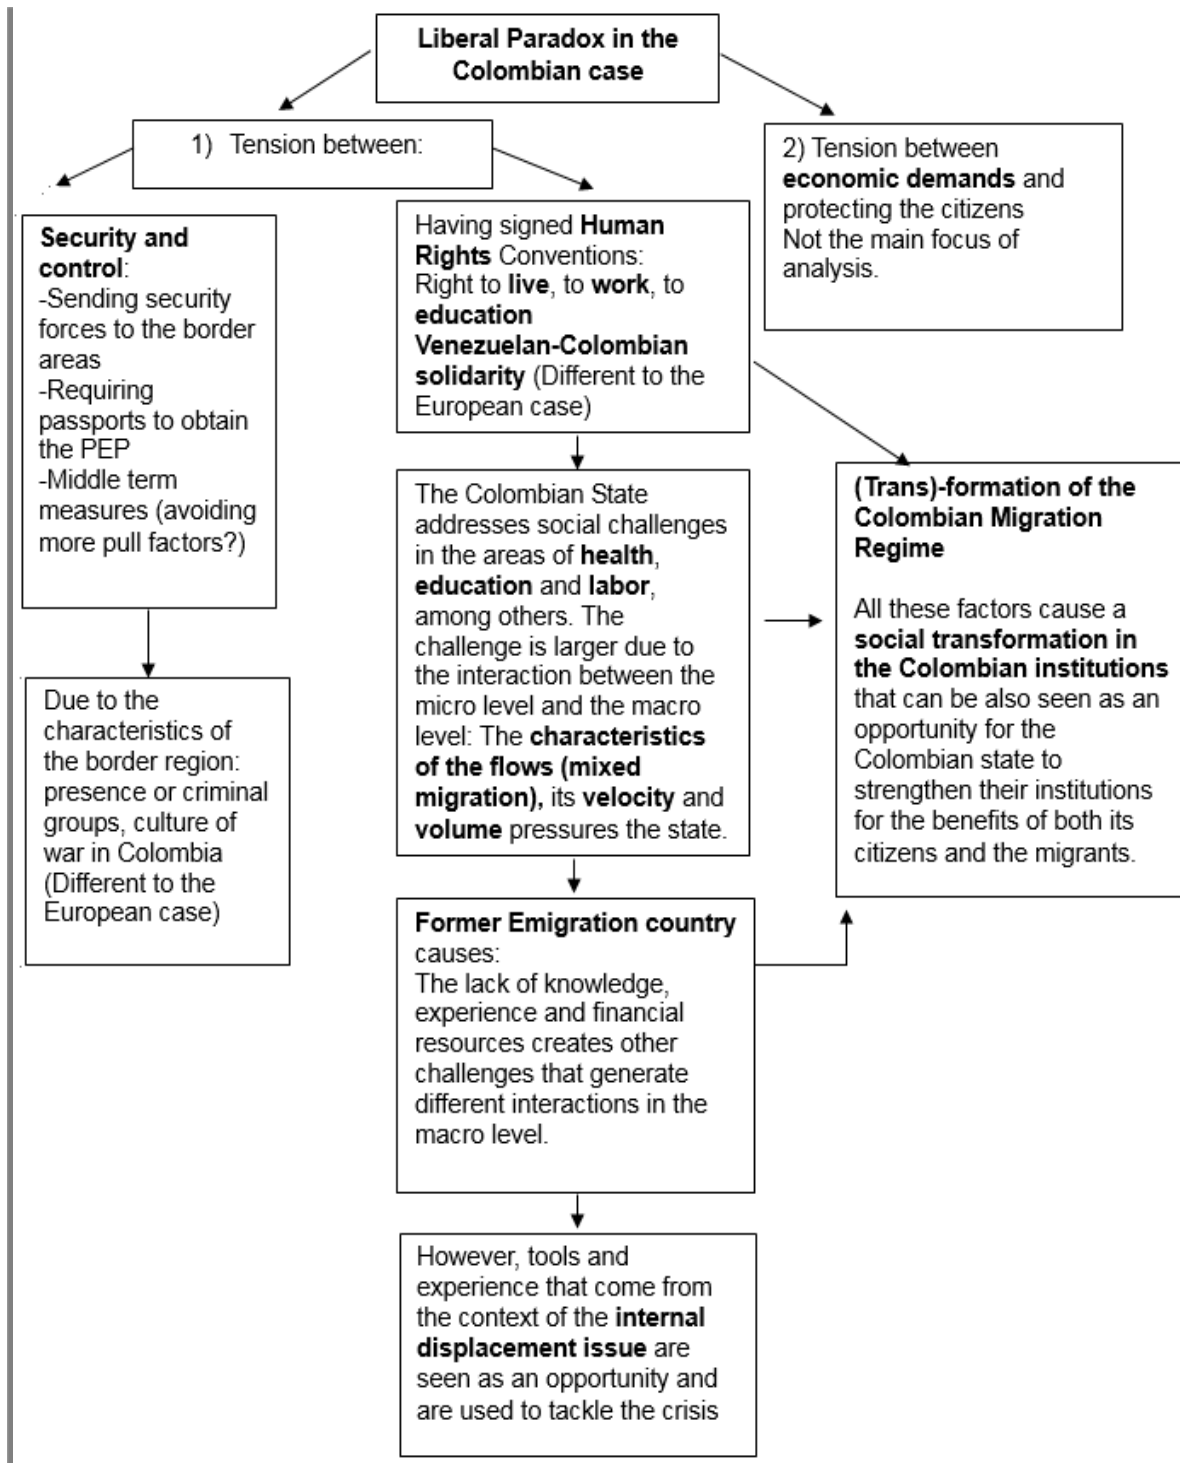 Liberal Paradox in the
Colombian case
1) Tension between:
2) Tension between
economic demands and
protecting the citizens
Not the main focus of
analysis.
Security and
control:
-Sending security
forces to the border
areas
-Requiring
passports to obtain
the PEP
-Middle term
measures (avoiding
more pull factors?)
Having signed Human
Rights Conventions:
Right to live, to work, to
education
Venezuelan-Colombian
solidarity (Different to the
European case)
The Colombian State
addresses social challenges
in the areas of health,
education and labor,
among others. The
challenge is larger due to
the interaction between the
micro level and the macro
level: The characteristics
of the flows (mixed
migration), its velocity and
volume pressures the state.
(Trans)-formation of the
Colombian Migration
Regime
All these factors cause a
social transformation in
the Colombian institutions
that can be also seen as an
opportunity for the
Colombian state to
strengthen their institutions
for the benefits of both its
citizens and the migrants.
Due to the
characteristics of
the border region:
presence or criminal
groups, culture of
war in Colombia
(Different to the
European case)
Former Emigration country
causes:
The lack of knowledge,
experience and financial
resources creates other
challenges that generate
different interactions in the
macro level.
However, tools and
experience that come from
the context of the internal
displacement issue are
seen as an opportunity and
are used to tackle the crisis